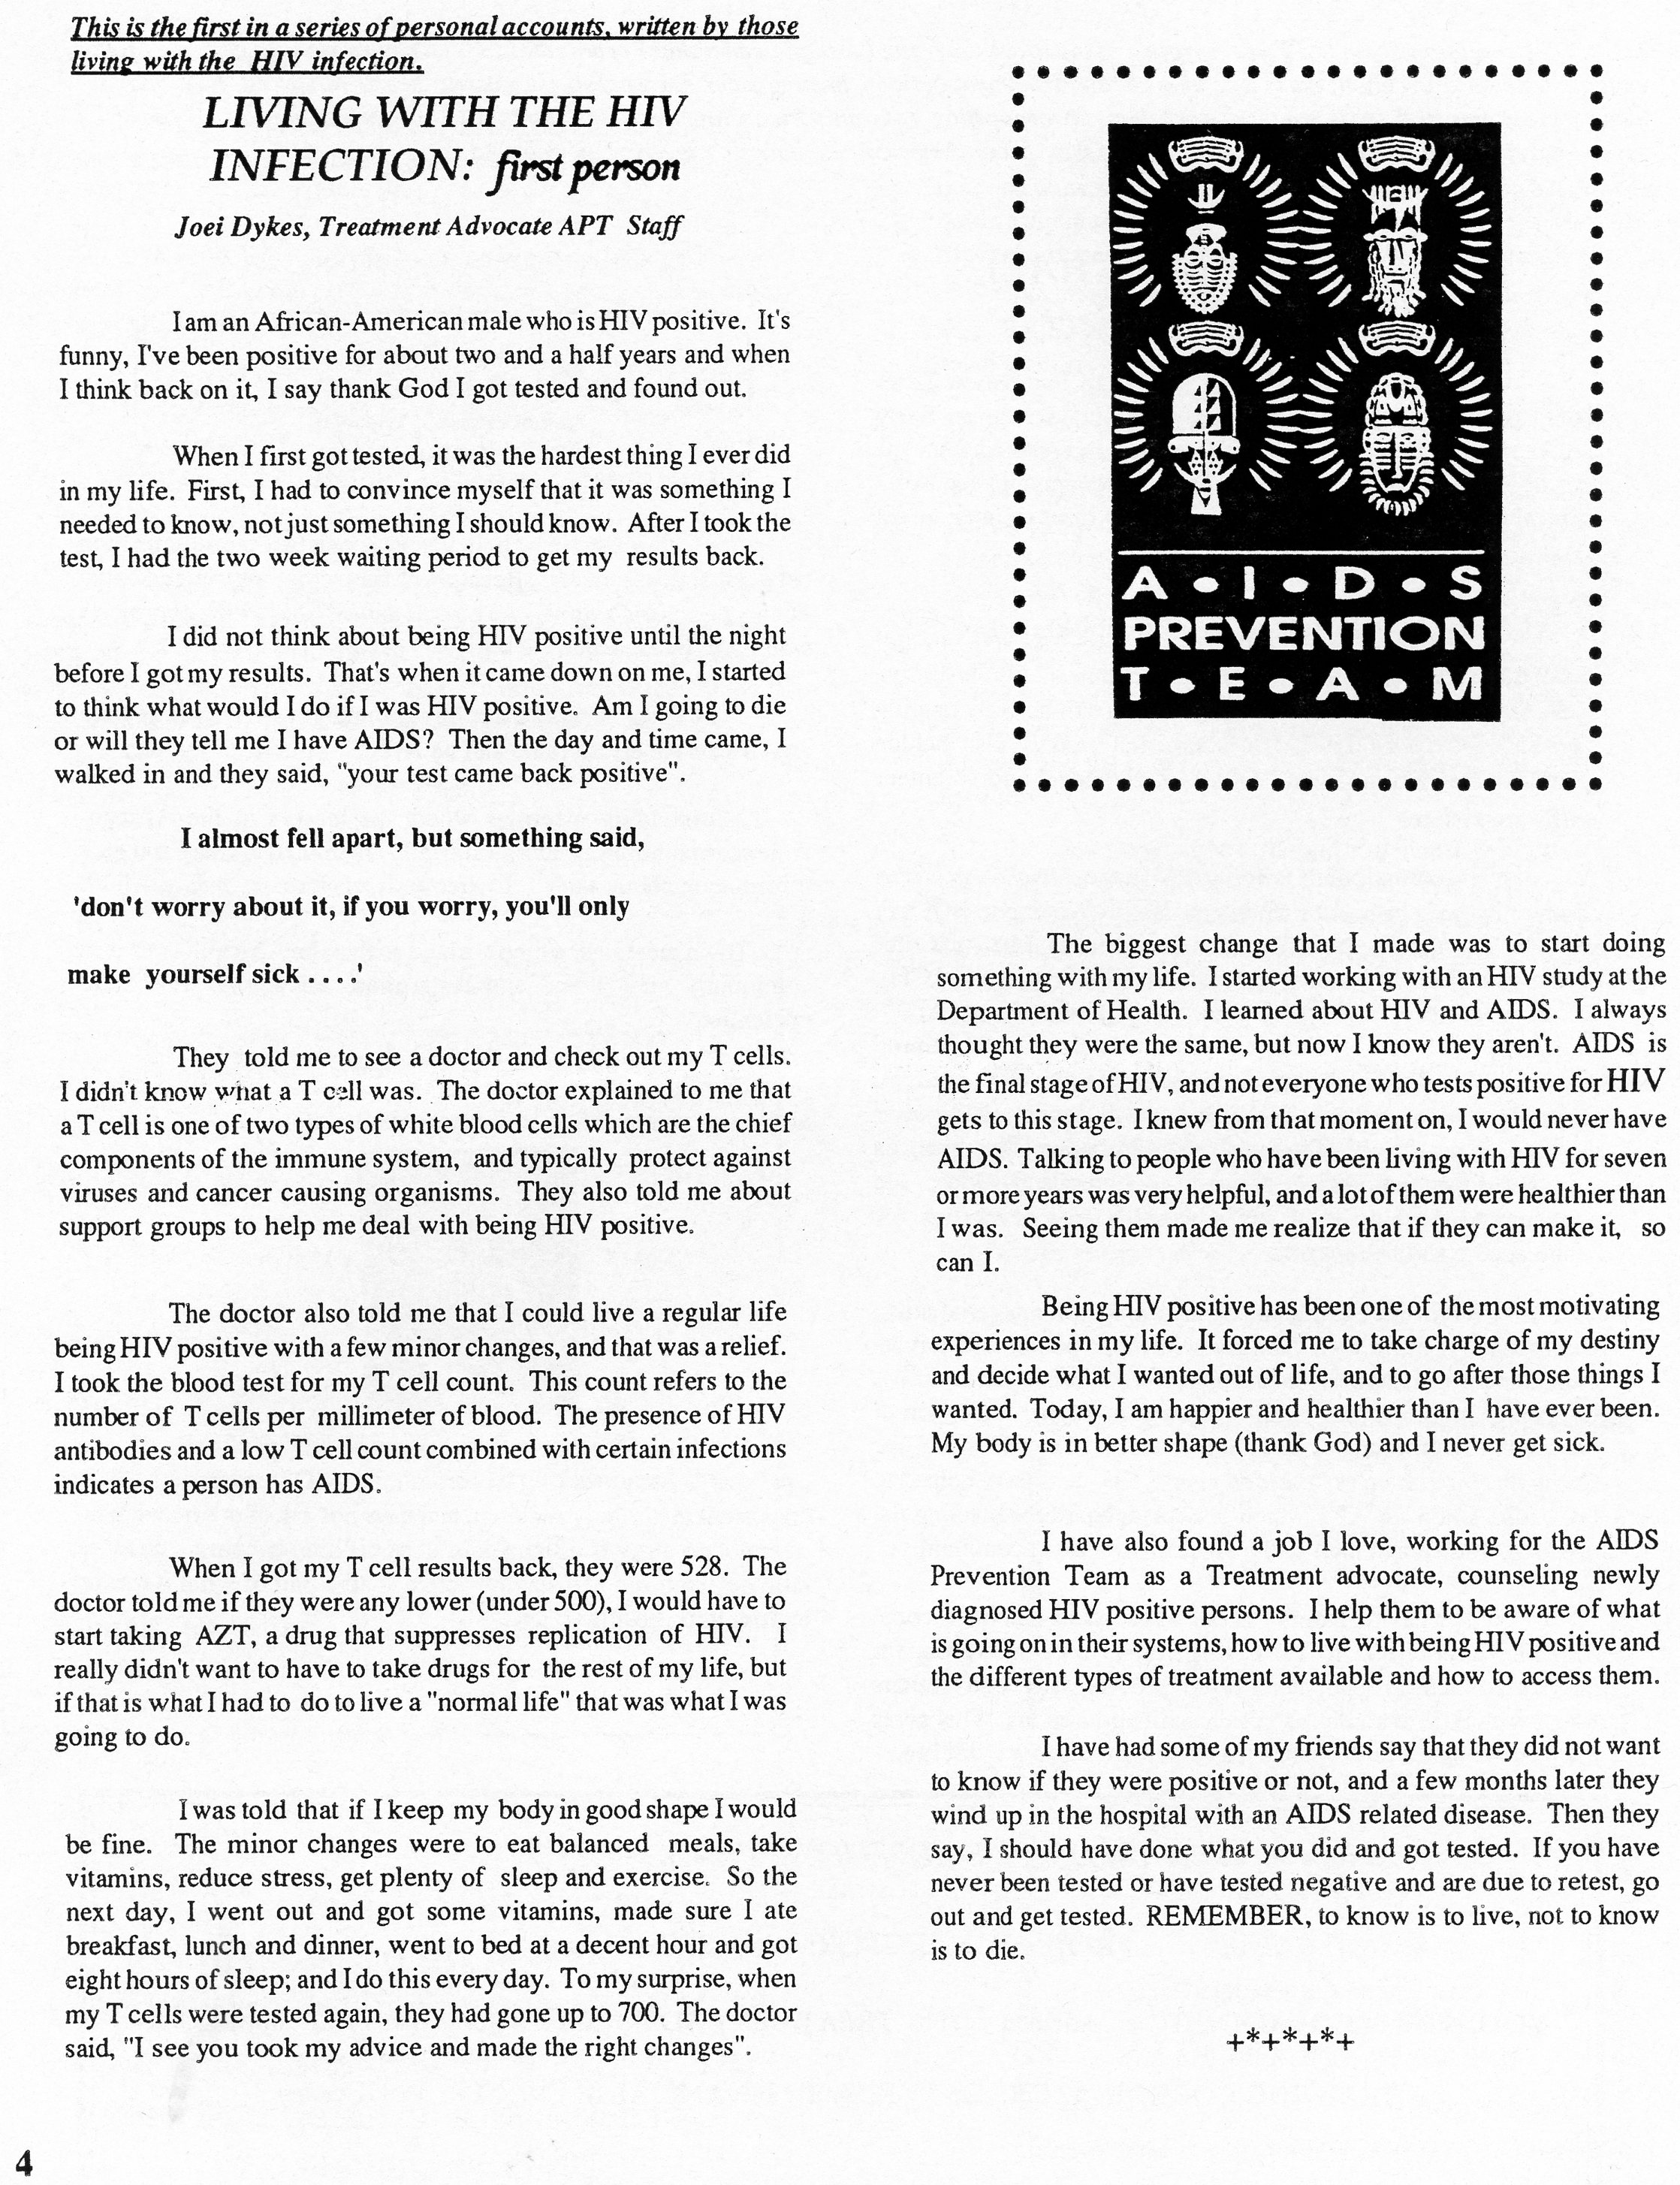 This is the first in a series of personal accounts, written by those
living with the HIV infection.
LIVING WITH THE HIV
INFECTION: first person
Joei Dykes, Treatment Advocate APT Staff
I am an African-American male who is HIV positive. It's
funny, I've been positive for about two and a half years and when
I think back on it, I say thank God I got tested and found out.
When I first got tested, it was the hardest thing I ever did
in my life. First, I had to convince myself that it was something I
needed to know, not just something I should know. After I took the
test, I had the two week waiting period to get my results back.
I did not think about being HIV positive until the night
before I got my results. That's when it came down on me, I started
to think what would I do if I was HIV positive. Am I going to die
or will they tell me I have AIDS? Then the day and time came, I
walked in and they said, "your test came back positive".
I almost fell apart, but something said,
'don't worry about it, if you worry, you'll only
make yourself sick . . . .'
They told me to see a doctor and check out my T cells.
I didn't know what a T cell was. The doctor explained to me that
a T cell is one of two types of white blood cells which are the chief
components of the immune system, and typically protect against
viruses and cancer causing organisms. They also told me about
support groups to help me deal with being HIV positive.
The doctor also told me that I could live a regular life
being HIV positive with a few minor changes, and that was a relief.
I took the blood test for my T cell count. This count refers to the
number of T cells per millimeter of blood. The presence of HIV
antibodies and a low T cell count combined with certain infections
indicates a person has AIDS.
When I got my T cell results back, they were 528. The
doctor told me if they were any lower (under 500), I would have to
start taking AZT, a drug that suppresses replication of HIV. I
really didn't want to have to take drugs for the rest of my life, but
if that is what I had to do to live a "normal life" that was what I was
going to do.
I was told that if I keep my body in good shape I would
be fine. The minor changes were to eat balanced meals, take
vitamins, reduce stress, get plenty of sleep and exercise. So the
next day, I went out and got some vitamins, made sure I ate
breakfast, lunch and dinner, went to bed at a decent hour and got
eight hours of sleep; and I do this every day. To my surprise, when
my T cells were tested again, they had gone up to 700. The doctor
said, "I see you took my advice and made the right changes".
A • I • D • S
PREVENTION
T • E • A • M
The biggest change that I made was to start doing
something with my life. I started working with an HIV study at the
Department of Health. I learned about HIV and AIDS. I always
thought they were the same, but now I know they aren't. AIDS is
the final stage of HIV, and not everyone who tests positive for HIV
gets to this stage. I knew from that moment on, I would never have
AIDS. Talking to people who have been living with HIV for seven
or more years was very helpful, and a lot of them were healthier than
I was. Seeing them made me realize that if they can make it, so
can I.
Being HIV positive has been one of the most motivating
experiences in my life. It forced me to take charge of my destiny
and decide what I wanted out of life, and to go after those things I
wanted. Today, I am happier and healthier than I have ever been.
My body is in better shape (thank God) and I never get sick.
I have also found a job I love, working for the AIDS
Prevention Team as a Treatment advocate, counseling newly
diagnosed HIV positive persons. I help them to be aware of what
is going on in their systems, how to live with being HIV positive and
the different types of treatment available and how to access them.
I have had some of my friends say that they did not want
to know if they were positive or not, and a few months later they
wind up in the hospital with an AIDS related disease. Then they
say, I should have done what you did and got tested. If you have
never been tested or have tested negative and are due to retest, go
out and get tested. REMEMBER, to know is to live, not to know
is to die.
+*+*+*+
4